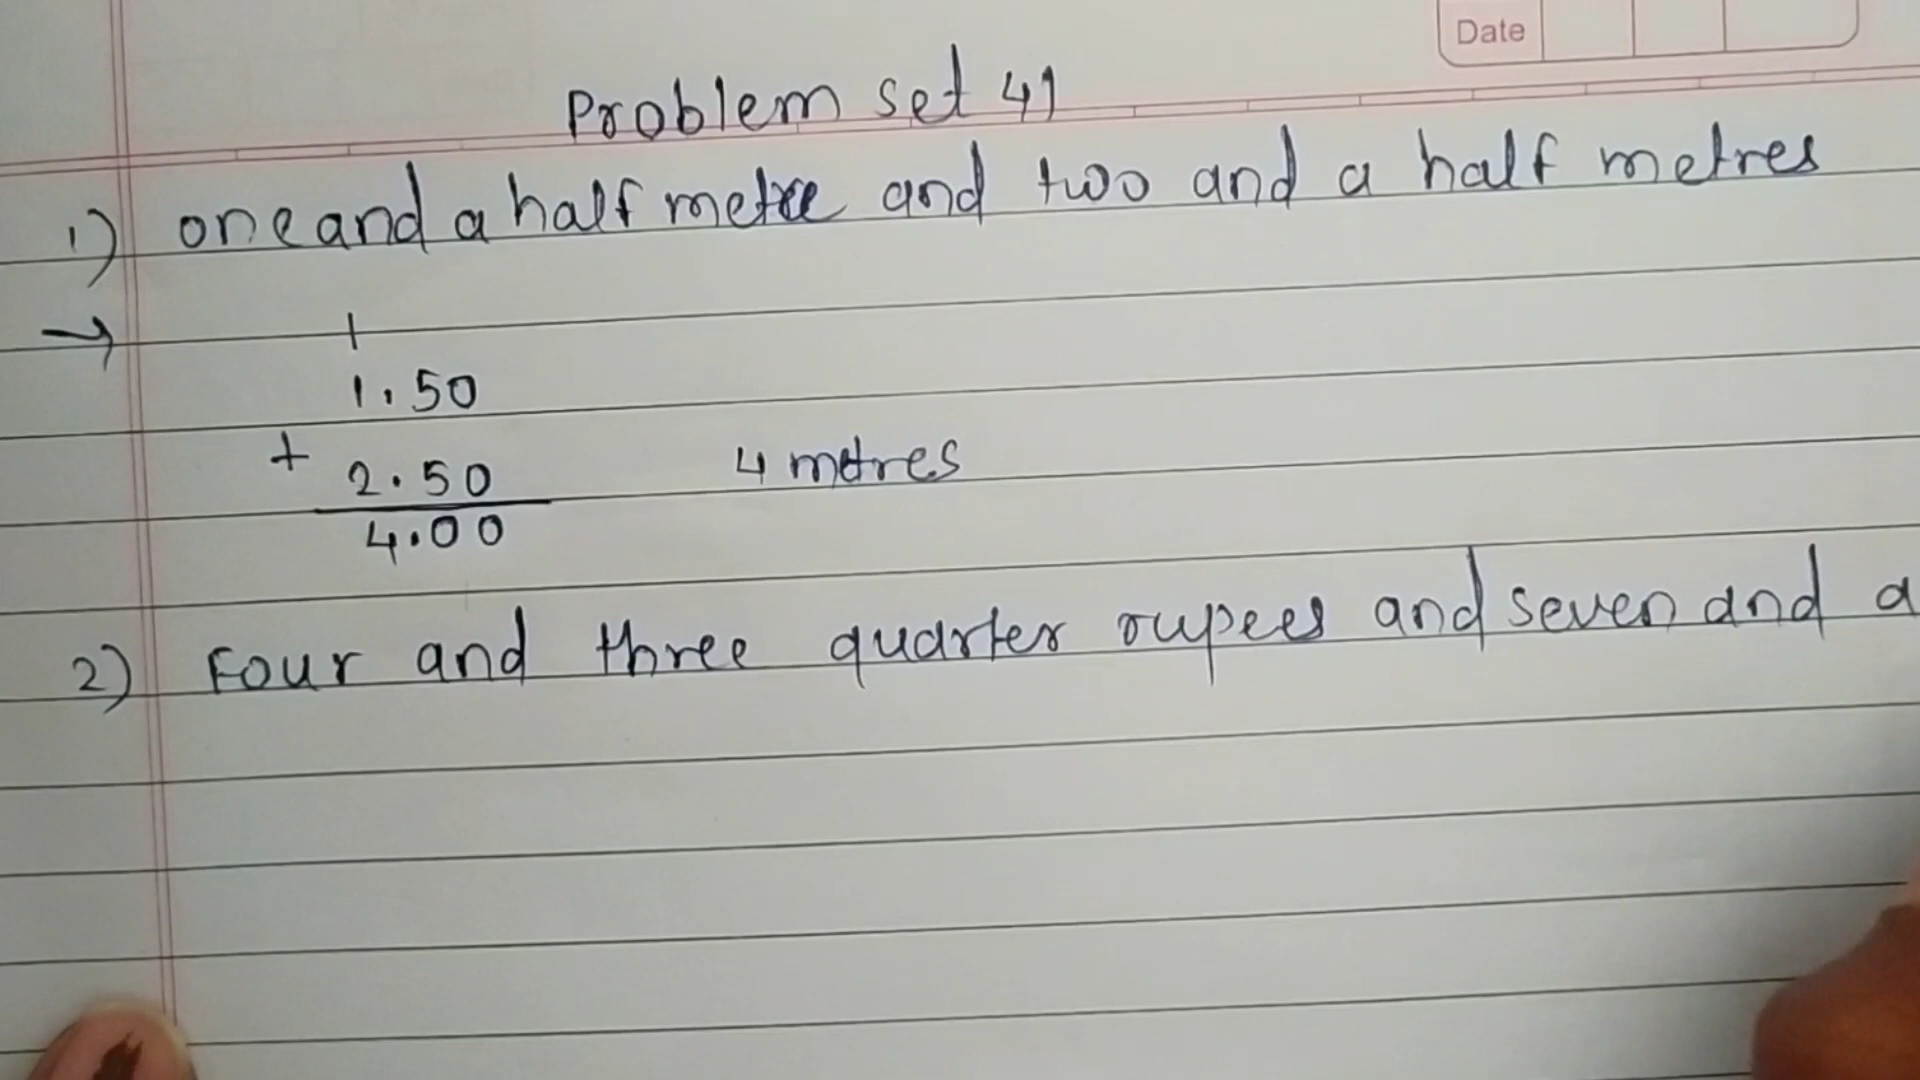 Date
Problem set 41
1) one and a half metre and two and a half metres
→ 1
1.50
+ 2.50 4 metres
4.00
2) Four and three quarter rupees and seven and a